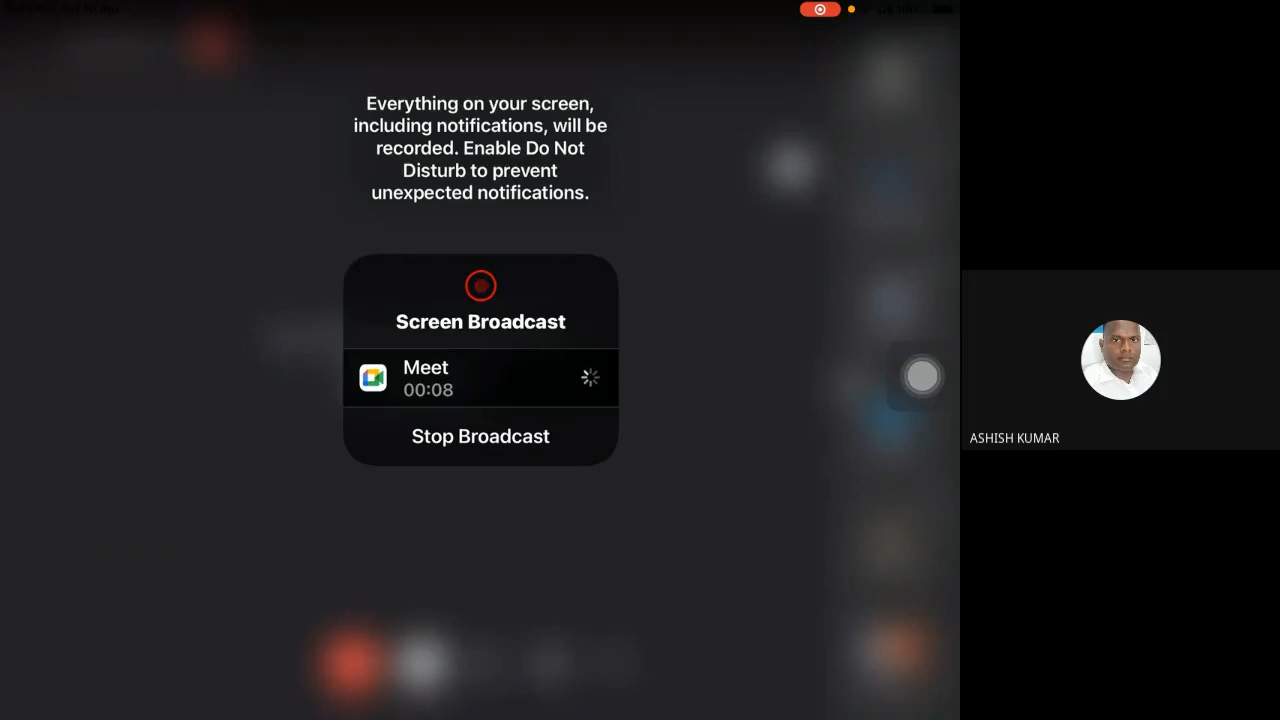 Everything on your screen,
including notifications, will be
recorded. Enable Do Not
Disturb to prevent
unexpected notifications.
Screen Broadcast
Meet
00:08
Stop Broadcast
ASHISH KUMAR